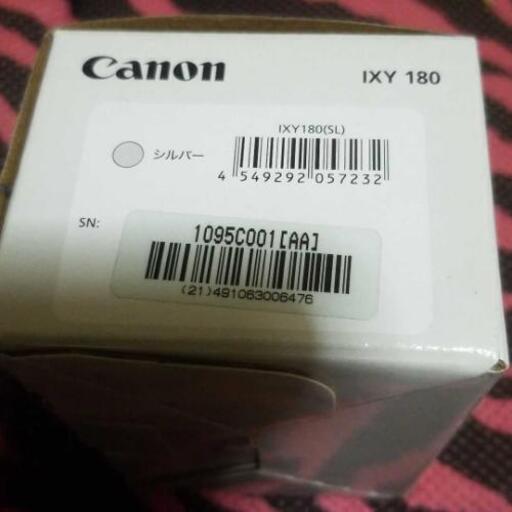 Canon
IXY 180
IXY180(SL)
シルバー
4 549292 057232
SN:
1095C001[AA]
(21)491063006476